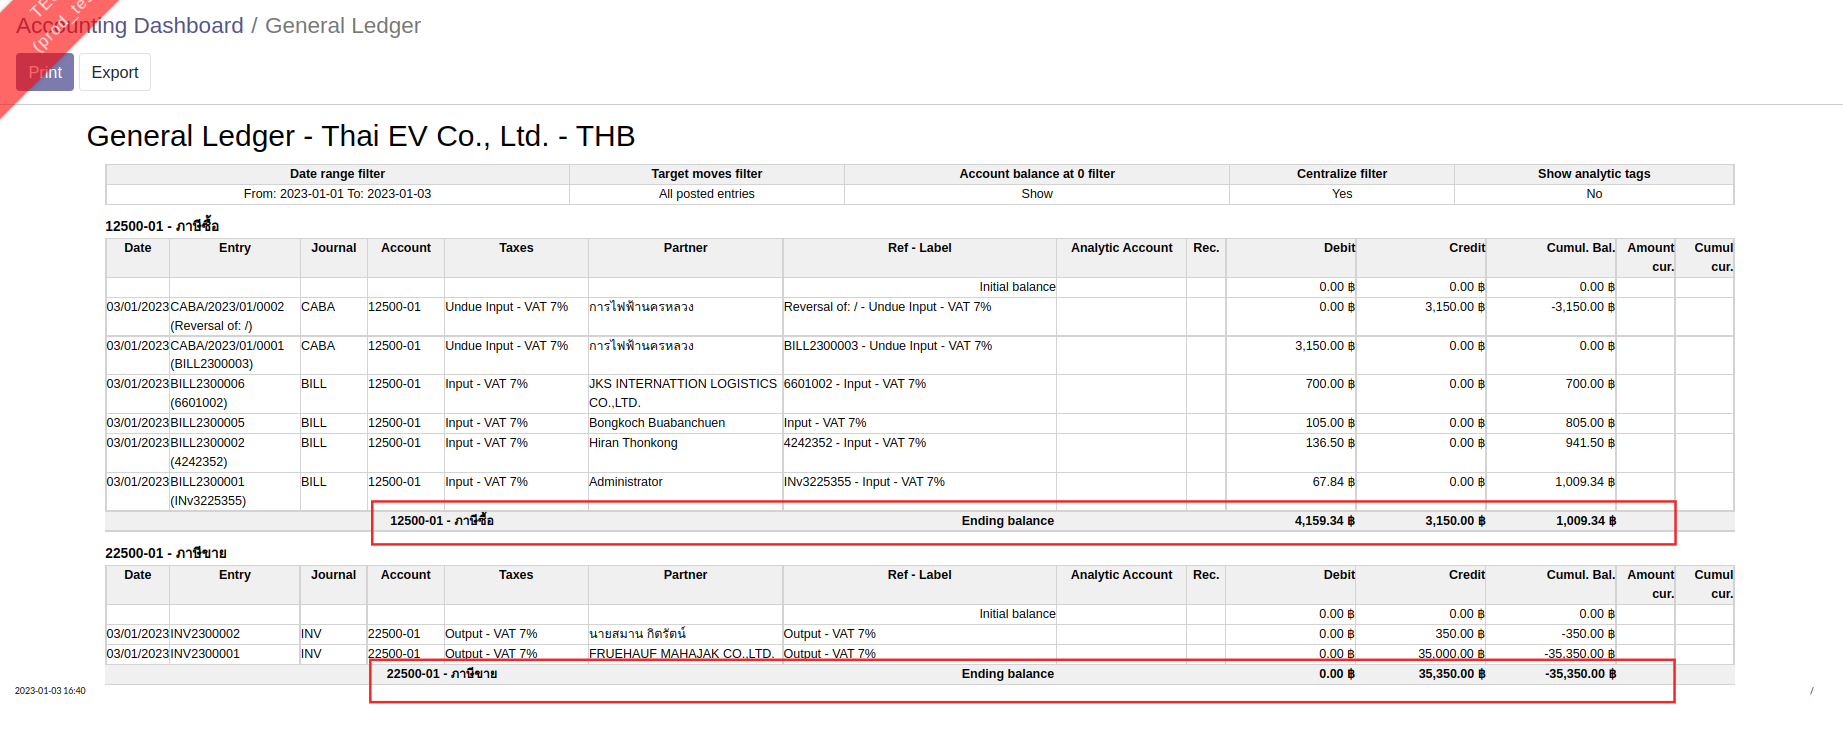 TES
(prod_tes
Accounting Dashboard / General Ledger
Print Export
General Ledger - Thai EV Co., Ltd. - THB
Date range filter Target moves filter Account balance at 0 filter Centralize filter Show analytic tags
From: 2023-01-01 To: 2023-01-03 All posted entries Show Yes No
12500-01 - ภาษีซื้อ
Date Entry Journal Account Taxes Partner Ref - Label Analytic Account Rec. Debit Credit Cumul. Bal. Amount Cumul
cur. cur.
Initial balance 0.00 ฿ 0.00 ฿ 0.00 ฿
03/01/2023 CABA/2023/01/0002 CABA 12500-01 Undue Input - VAT 7% การไฟฟ้านครหลวง Reversal of: / - Undue Input - VAT 7% 0.00 ฿ 3,150.00 ฿ -3,150.00 ฿
(Reversal of: /)
03/01/2023 CABA/2023/01/0001 CABA 12500-01 Undue Input - VAT 7% การไฟฟ้านครหลวง BILL2300003 - Undue Input - VAT 7% 3,150.00 ฿ 0.00 ฿ 0.00 ฿
(BILL2300003)
03/01/2023 BILL2300006 BILL 12500-01 Input - VAT 7% JKS INTERNATTION LOGISTICS 6601002 - Input - VAT 7% 700.00 ฿ 0.00 ฿ 700.00 ฿
(6601002) CO.,LTD.
03/01/2023 BILL2300005 BILL 12500-01 Input - VAT 7% Bongkoch Buabanchuen Input - VAT 7% 105.00 ฿ 0.00 ฿ 805.00 ฿
03/01/2023 BILL2300002 BILL 12500-01 Input - VAT 7% Hiran Thonkong 4242352 - Input - VAT 7% 136.50 ฿ 0.00 ฿ 941.50 ฿
(4242352)
03/01/2023 BILL2300001 BILL 12500-01 Input - VAT 7% Administrator INv3225355 - Input - VAT 7% 67.84 ฿ 0.00 ฿ 1,009.34 ฿
(INv3225355)
12500-01 - ภาษีซื้อ Ending balance 4,159.34 ฿ 3,150.00 ฿ 1,009.34 ฿
22500-01 - ภาษีขาย
Date Entry Journal Account Taxes Partner Ref - Label Analytic Account Rec. Debit Credit Cumul. Bal. Amount Cumul
cur. cur.
Initial balance 0.00 ฿ 0.00 ฿ 0.00 ฿
03/01/2023 INV2300002 INV 22500-01 Output - VAT 7% นายสมาน กิตรัตน์ Output - VAT 7% 0.00 ฿ 350.00 ฿ -350.00 ฿
03/01/2023 INV2300001 INV 22500-01 Output - VAT 7% FRUEHAUF MAHAJAK CO.,LTD. Output - VAT 7% 0.00 ฿ 35,000.00 ฿ -35,350.00 ฿
22500-01 - ภาษีขาย Ending balance 0.00 ฿ 35,350.00 ฿ -35,350.00 ฿
2023-01-03 16:40 /